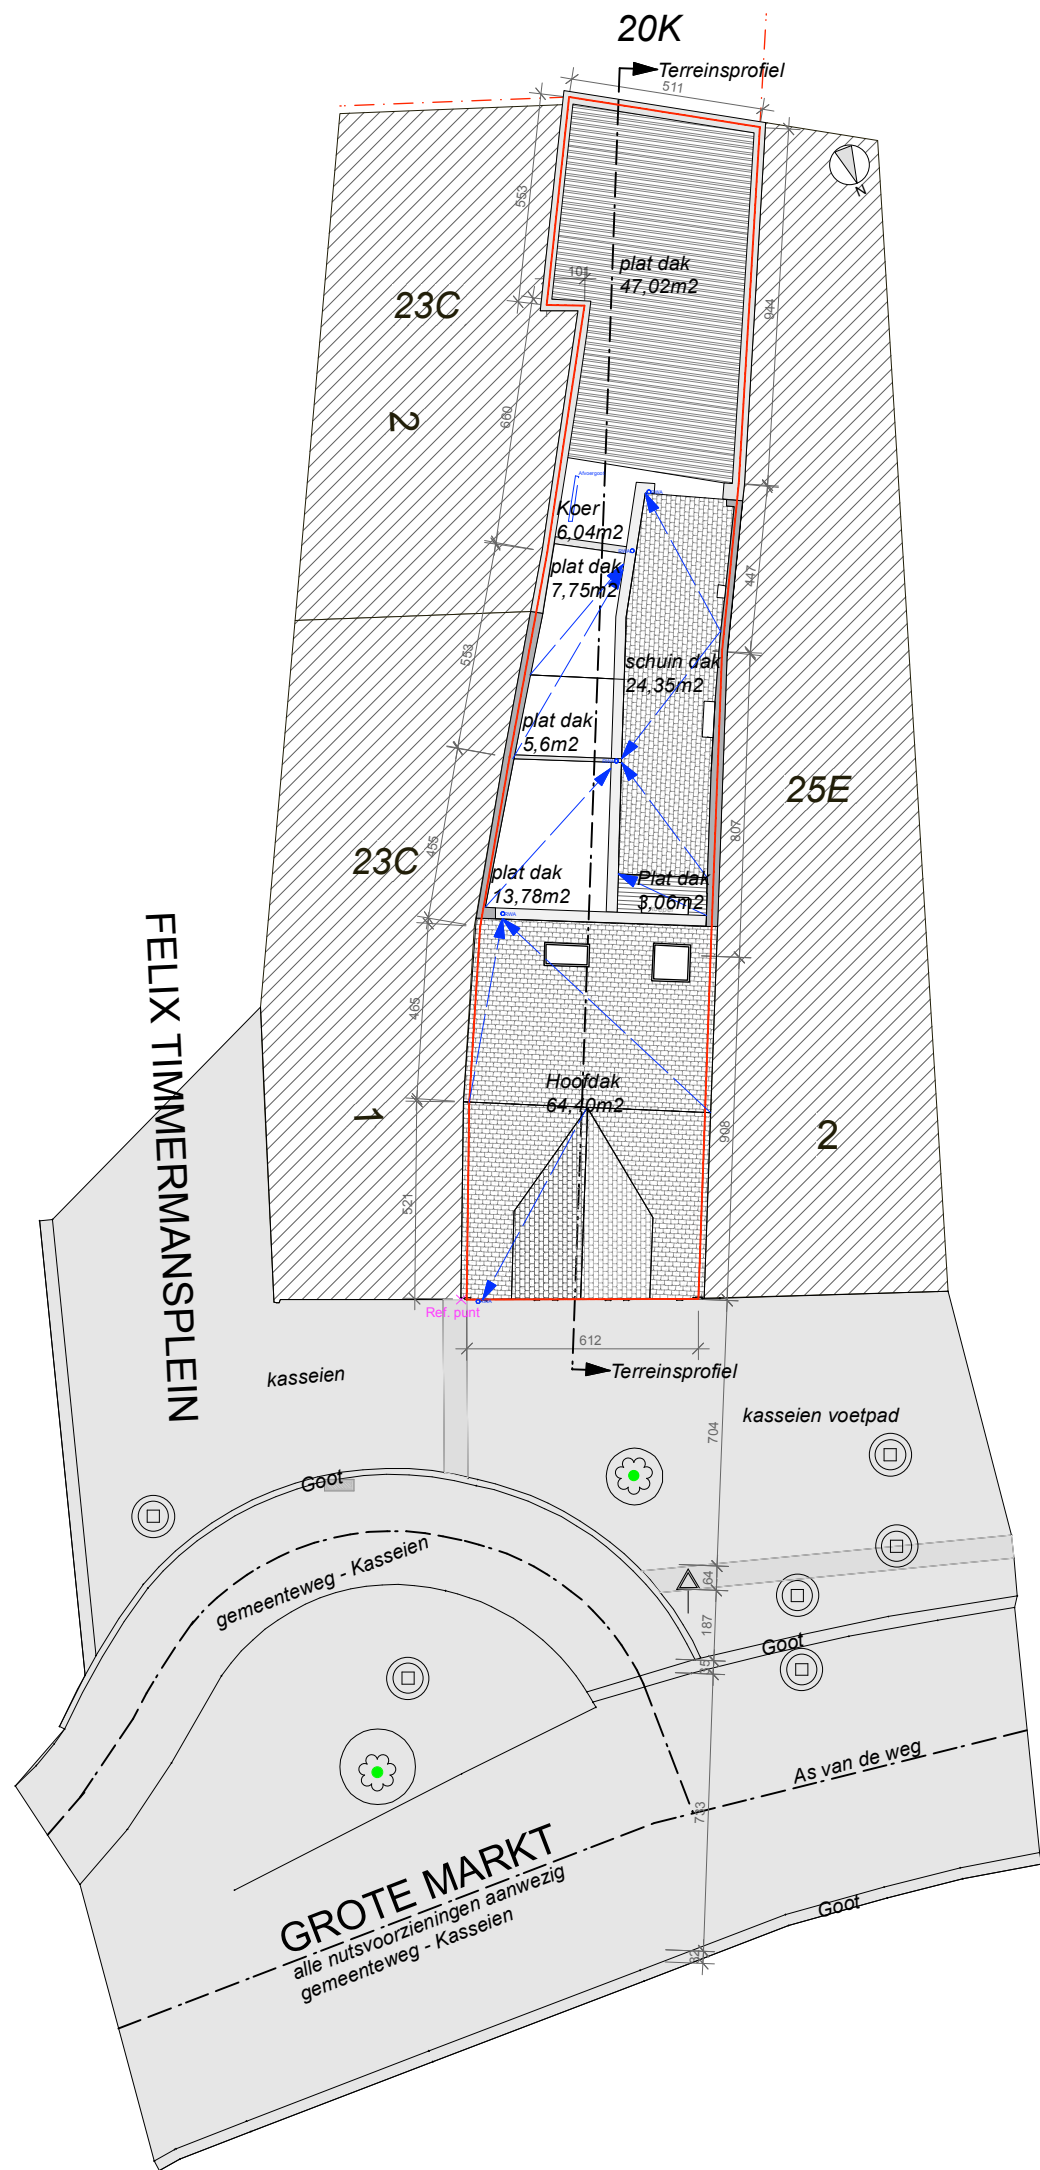 20K
Terreinsprofiel
511
553
N
plat dak
47,02m2
101
944
23C
2
660
Afvoergoot
Koer
6,04m2
plat dak
7,75m2
447
553
schuin dak
24,35m2
plat dak
5,6m2
25E
807
23C
455
plat dak
13,78m2
Plat dak
3,06m2
RWA
FELIX TIMMERMANSPLEIN
465
Hoofdak
64,40m2
1
908
2
521
Ref. punt
612
Terreinsprofiel
kasseien
kasseien voetpad
704
Goot
gemeenteweg - Kasseien
64
187
Goot
35
As van de weg
733
GROTE MARKT
alle nutsvoorzieningen aanwezig
gemeenteweg - Kasseien
Goot